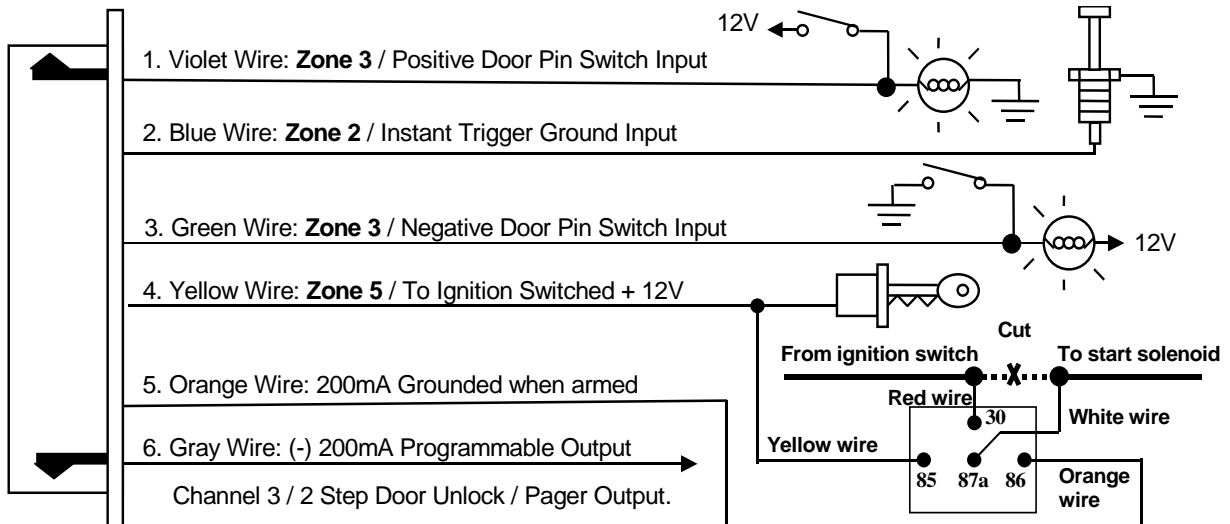 12V
1. Violet Wire: Zone 3 / Positive Door Pin Switch Input
2. Blue Wire: Zone 2 / Instant Trigger Ground Input
3. Green Wire: Zone 3 / Negative Door Pin Switch Input
12V
4. Yellow Wire: Zone 5 / To Ignition Switched + 12V
Cut
From ignition switch
To start solenoid
X
5. Orange Wire: 200mA Grounded when armed
Red wire
30
White wire
6. Gray Wire: (-) 200mA Programmable Output
Yellow wire
85
87a
86
Orange
wire
Channel 3 / 2 Step Door Unlock / Pager Output.